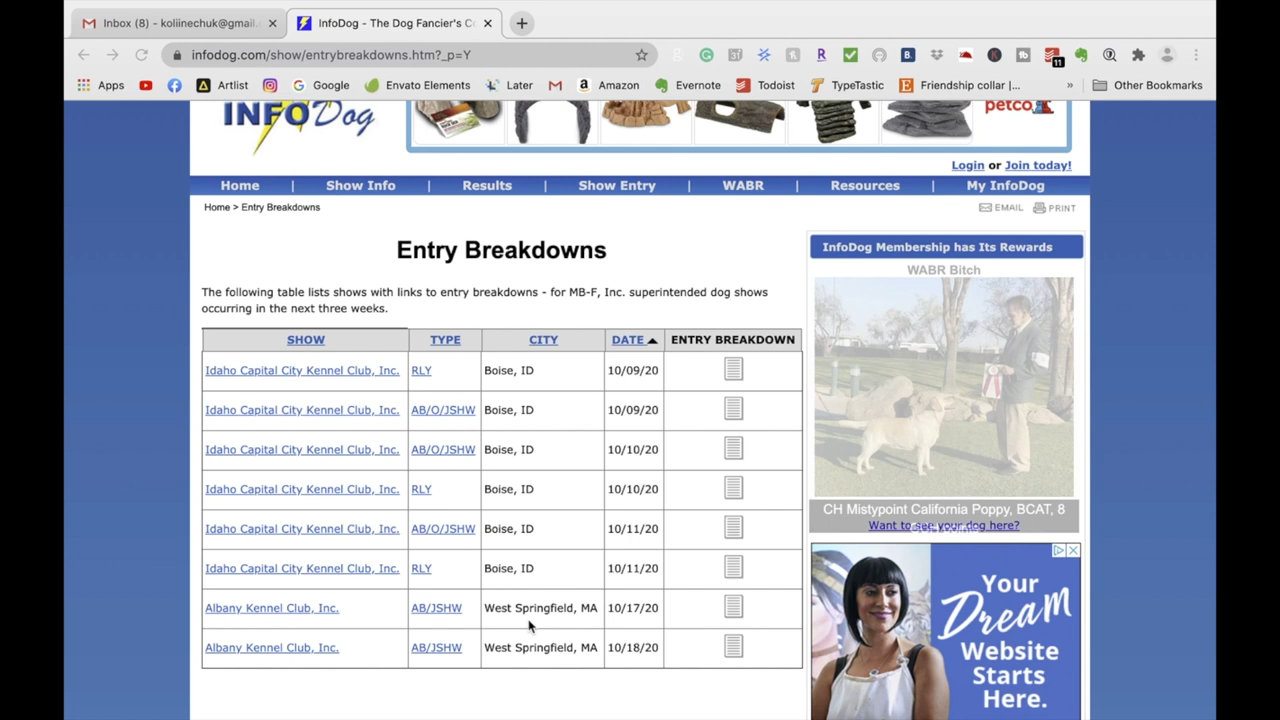 Inbox (8) - koliinechuk@gmail.
InfoDog - The Dog Fancier's C
infodog.com/show/entrybreakdowns.htm?_p=Y
31
R
B.
K
tb
11
Apps
Artlist
Google
Envato Elements
Later
Amazon
Evernote
Todoist
TypeTastic
Friendship collar |...
»
Other Bookmarks
INFODog
petco
Login or Join today!
Home | Show Info | Results | Show Entry | WABR | Resources | My InfoDog
Home > Entry Breakdowns
EMAIL PRINT
Entry Breakdowns
The following table lists shows with links to entry breakdowns - for MB-F, Inc. superintended dog shows
occurring in the next three weeks.
SHOW TYPE CITY DATE ENTRY BREAKDOWN
Idaho Capital City Kennel Club, Inc. RLY Boise, ID 10/09/20
Idaho Capital City Kennel Club, Inc. AB/O/JSHW Boise, ID 10/09/20
Idaho Capital City Kennel Club, Inc. AB/O/JSHW Boise, ID 10/10/20
Idaho Capital City Kennel Club, Inc. RLY Boise, ID 10/10/20
Idaho Capital City Kennel Club, Inc. AB/O/JSHW Boise, ID 10/11/20
Idaho Capital City Kennel Club, Inc. RLY Boise, ID 10/11/20
Albany Kennel Club, Inc. AB/JSHW West Springfield, MA 10/17/20
Albany Kennel Club, Inc. AB/JSHW West Springfield, MA 10/18/20
InfoDog Membership has Its Rewards
WABR Bitch
CH Mistypoint California Poppy, BCAT, 8
Want to see your dog here?
Your
Dream
Website
Starts
Here.